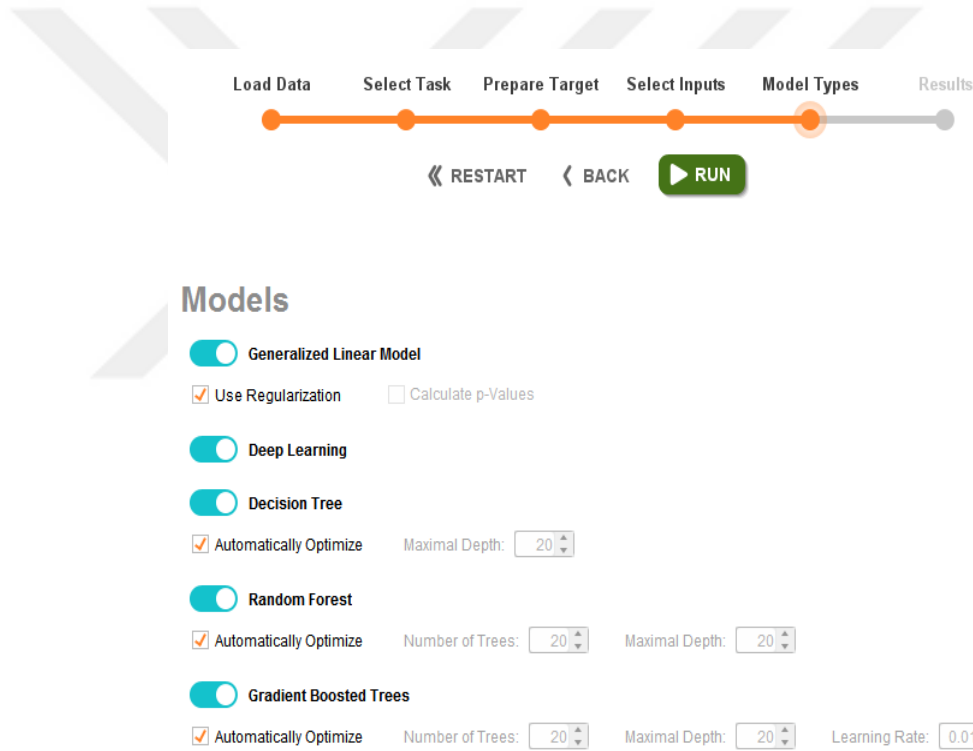 Load Data Select Task Prepare Target Select Inputs Model Types Results
RESTART BACK RUN
Models
Generalized Linear Model
Use Regularization Calculate p-Values
Deep Learning
Decision Tree
Automatically Optimize Maximal Depth: 20
Random Forest
Automatically Optimize Number of Trees: 20 Maximal Depth: 20
Gradient Boosted Trees
Automatically Optimize Number of Trees: 20 Maximal Depth: 20 Learning Rate: